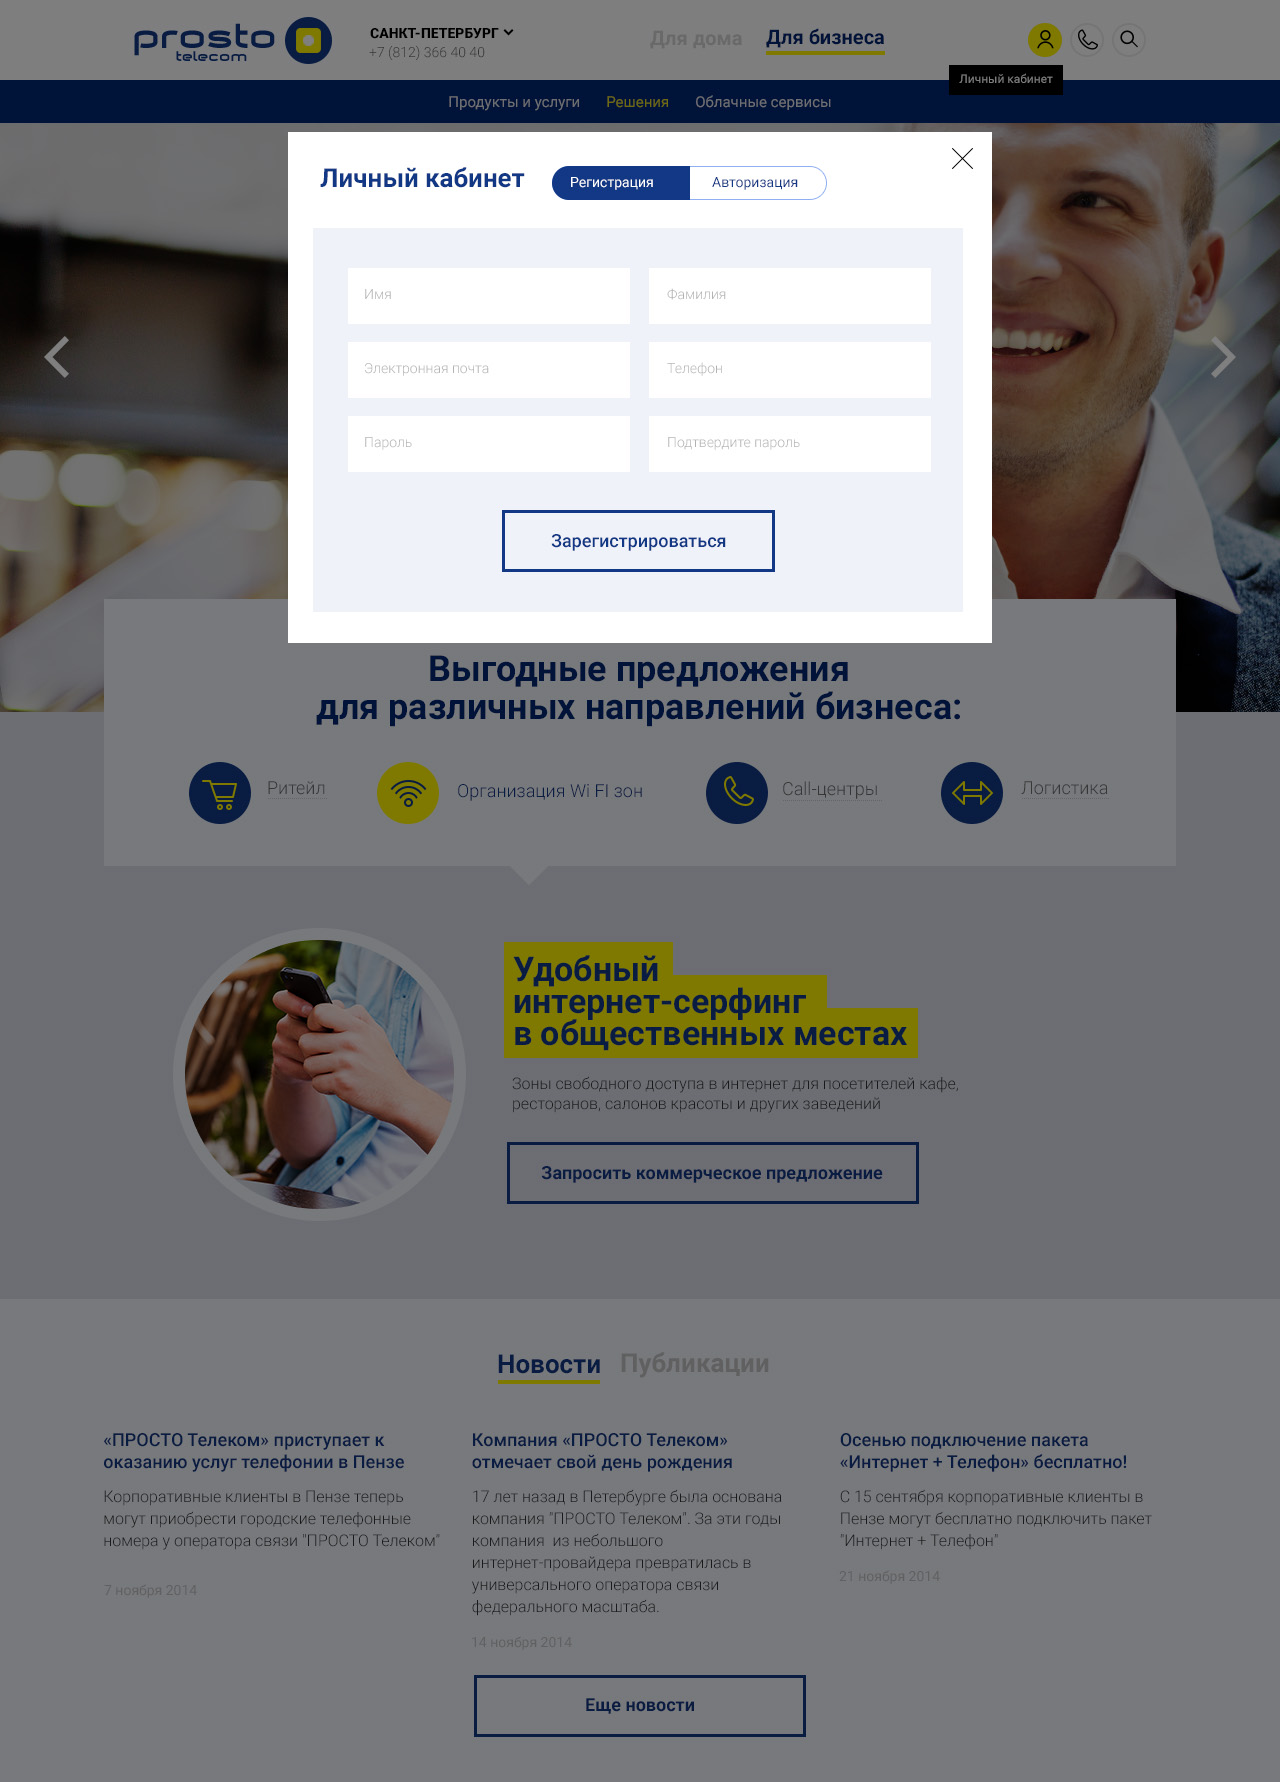 prosto
telecom
САНКТ-ПЕТЕРБУРГ
+7 (812) 366 40 40
Для дома
Для бизнеса
Личный кабинет
Продукты и услуги
Решения
Облачные сервисы
Личный кабинет
Регистрация
Авторизация
Имя
Фамилия
Электронная почта
Телефон
Пароль
Подтвердите пароль
Зарегистрироваться
Выгодные предложения
для различных направлений бизнеса:
Ритейл
Организация Wi FI зон
Call-центры
Логистика
Удобный
интернет-серфинг
в общественных местах
Зоны свободного доступа в интернет для посетителей кафе,
ресторанов, салонов красоты и других заведений
Запросить коммерческое предложение
Новости
Публикации
«ПРОСТО Телеком» приступает к
оказанию услуг телефонии в Пензе
Корпоративные клиенты в Пензе теперь
могут приобрести городские телефонные
номера у оператора связи "ПРОСТО Телеком"
7 ноября 2014
Компания «ПРОСТО Телеком»
отмечает свой день рождения
17 лет назад в Петербурге была основана
компания "ПРОСТО Телеком". За эти годы
компания из небольшого
интернет-провайдера превратилась в
универсального оператора связи
федерального масштаба.
14 ноября 2014
Осенью подключение пакета
«Интернет + Телефон» бесплатно!
С 15 сентября корпоративные клиенты в
Пензе могут бесплатно подключить пакет
"Интернет + Телефон"
21 ноября 2014
Еще новости